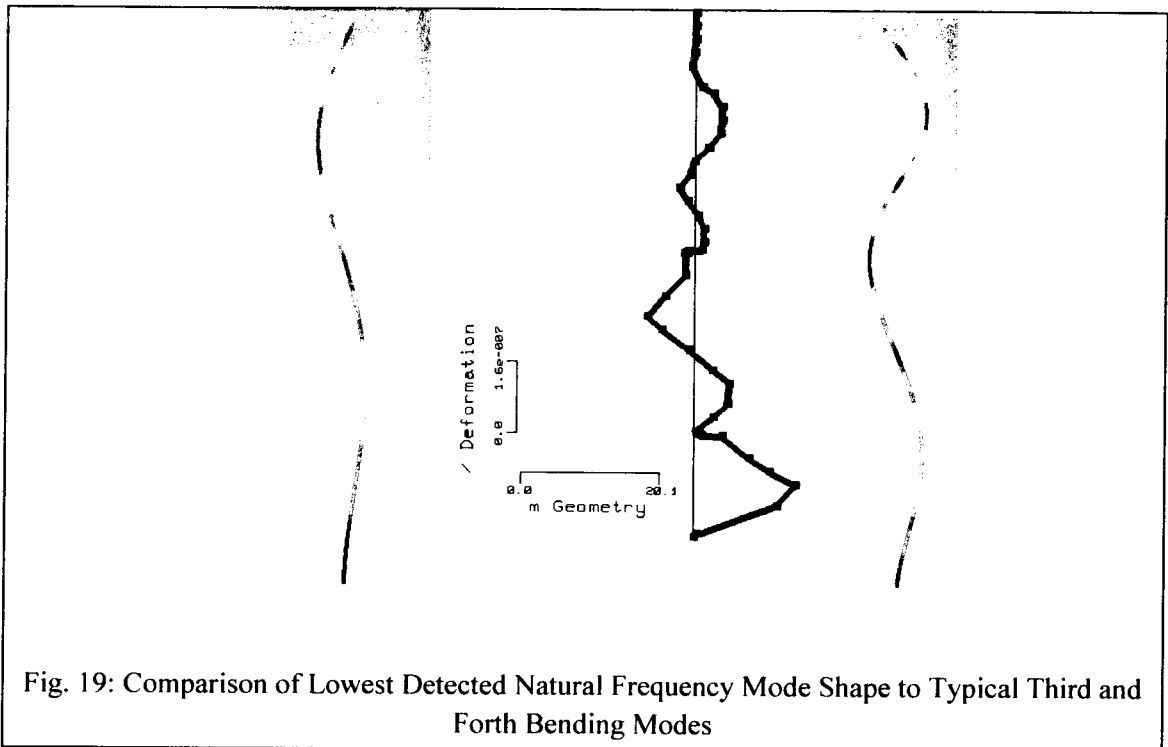 / Deformation
0.0 1.6e-007
0.0 20.1
m Geometry
Fig. 19: Comparison of Lowest Detected Natural Frequency Mode Shape to Typical Third and
Forth Bending Modes